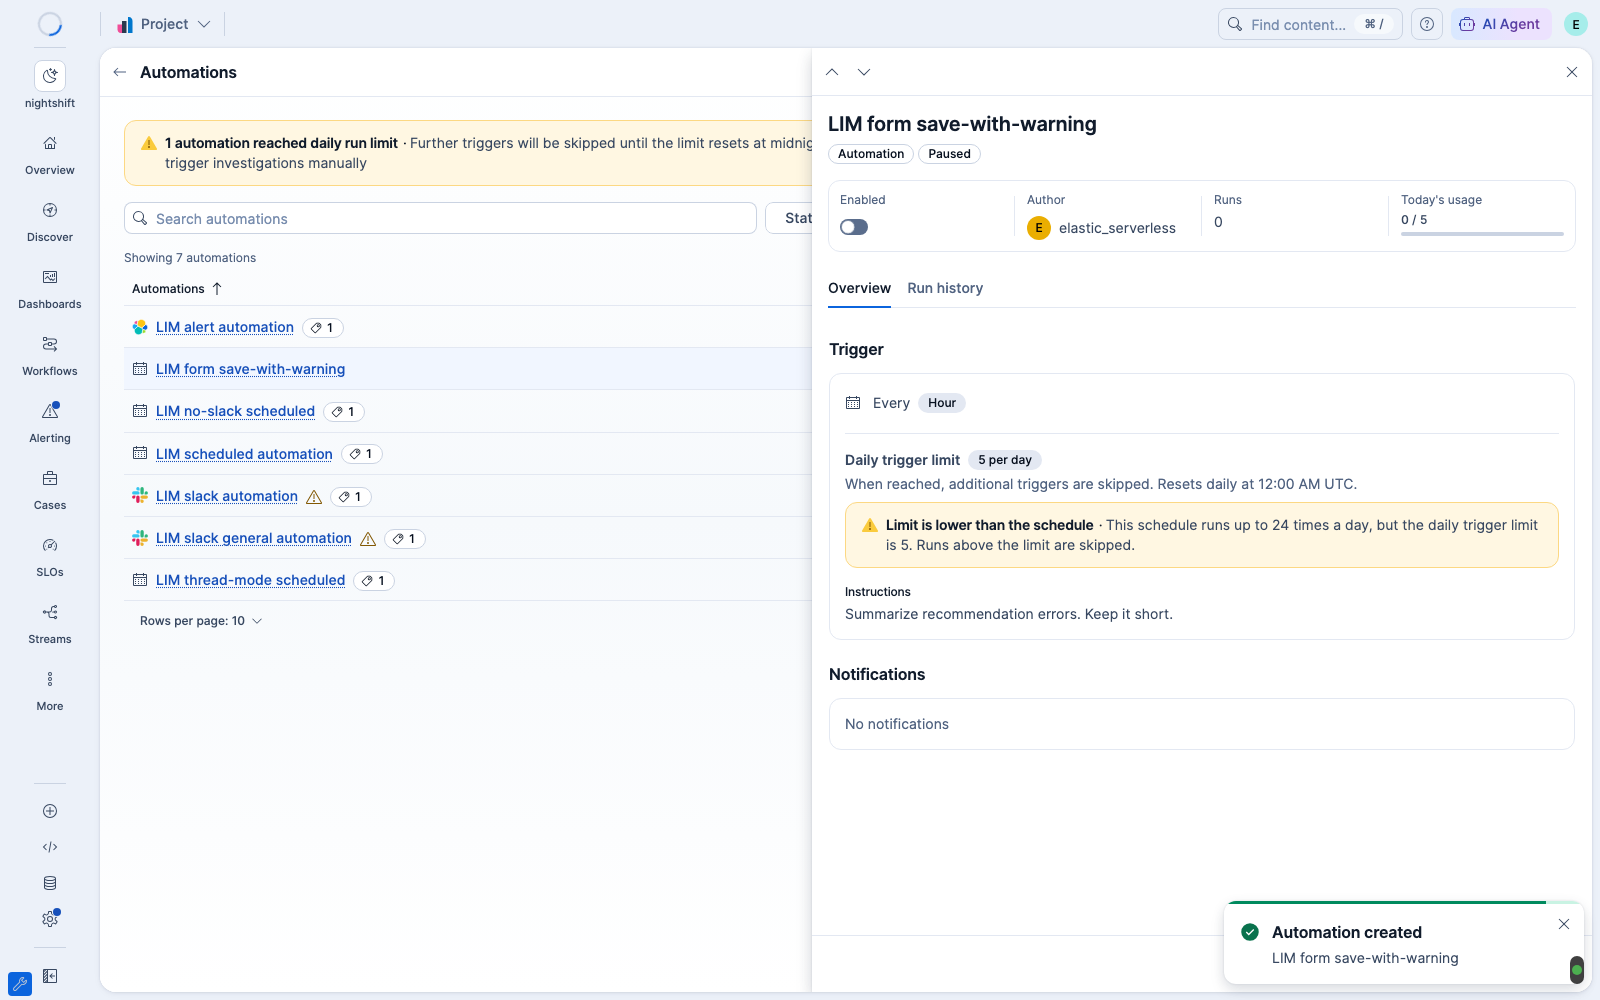 Project
Find content...
⌘ /
AI Agent
E
nightshift
Overview
Discover
Dashboards
Workflows
Alerting
Cases
SLOs
Streams
More
Automations
1 automation reached daily run limit · Further triggers will be skipped until the limit resets at
trigger investigations manually
Search automations
Showing 7 automations
Automations
LIM alert automation 1
LIM form save-with-warning
LIM no-slack scheduled 1
LIM scheduled automation 1
LIM slack automation 1
LIM slack general automation 1
LIM thread-mode scheduled 1
Rows per page: 10
LIM form save-with-warning
Automation Paused
Enabled
Author
E elastic_serverless
Runs
0
Today's usage
0 / 5
Overview Run history
Trigger
Every Hour
Daily trigger limit 5 per day
When reached, additional triggers are skipped. Resets daily at 12:00 AM UTC.
Limit is lower than the schedule · This schedule runs up to 24 times a day, but the daily trigger limit
is 5. Runs above the limit are skipped.
Instructions
Summarize recommendation errors. Keep it short.
Notifications
No notifications
Automation created
LIM form save-with-warning